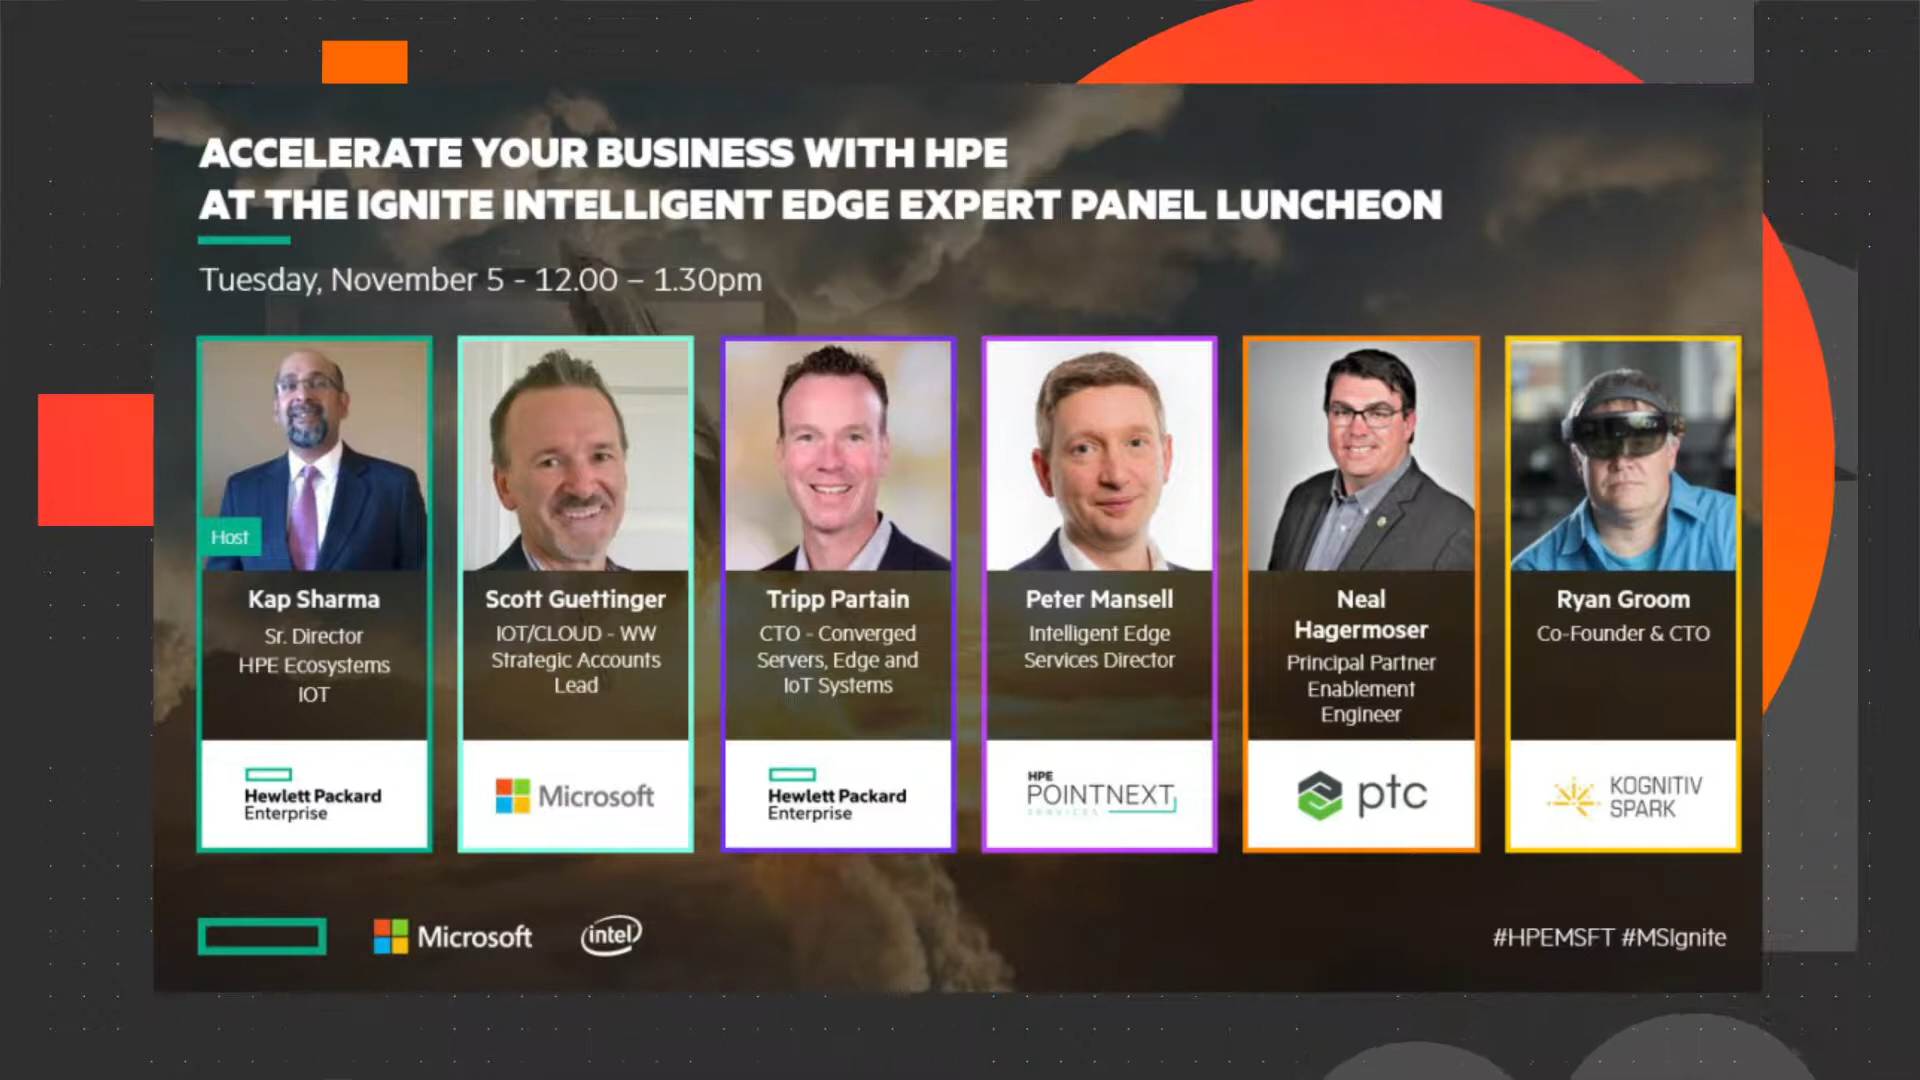 ACCELERATE YOUR BUSINESS WITH HPE
AT THE IGNITE INTELLIGENT EDGE EXPERT PANEL LUNCHEON
Tuesday, November 5 - 12.00 – 1.30pm
Host
Kap Sharma
Sr. Director
HPE Ecosystems
IOT
Hewlett Packard
Enterprise
Scott Guettinger
IOT/CLOUD - WW
Strategic Accounts
Lead
Microsoft
Tripp Partain
CTO - Converged
Servers, Edge and
IoT Systems
Hewlett Packard
Enterprise
Peter Mansell
Intelligent Edge
Services Director
HPE
POINTNEXT
SERVICES
Neal
Hagermoser
Principal Partner
Enablement
Engineer
ptc
Ryan Groom
Co-Founder & CTO
KOGNITIV
SPARK
Microsoft
intel
#HPEMSFT #MSIgnite